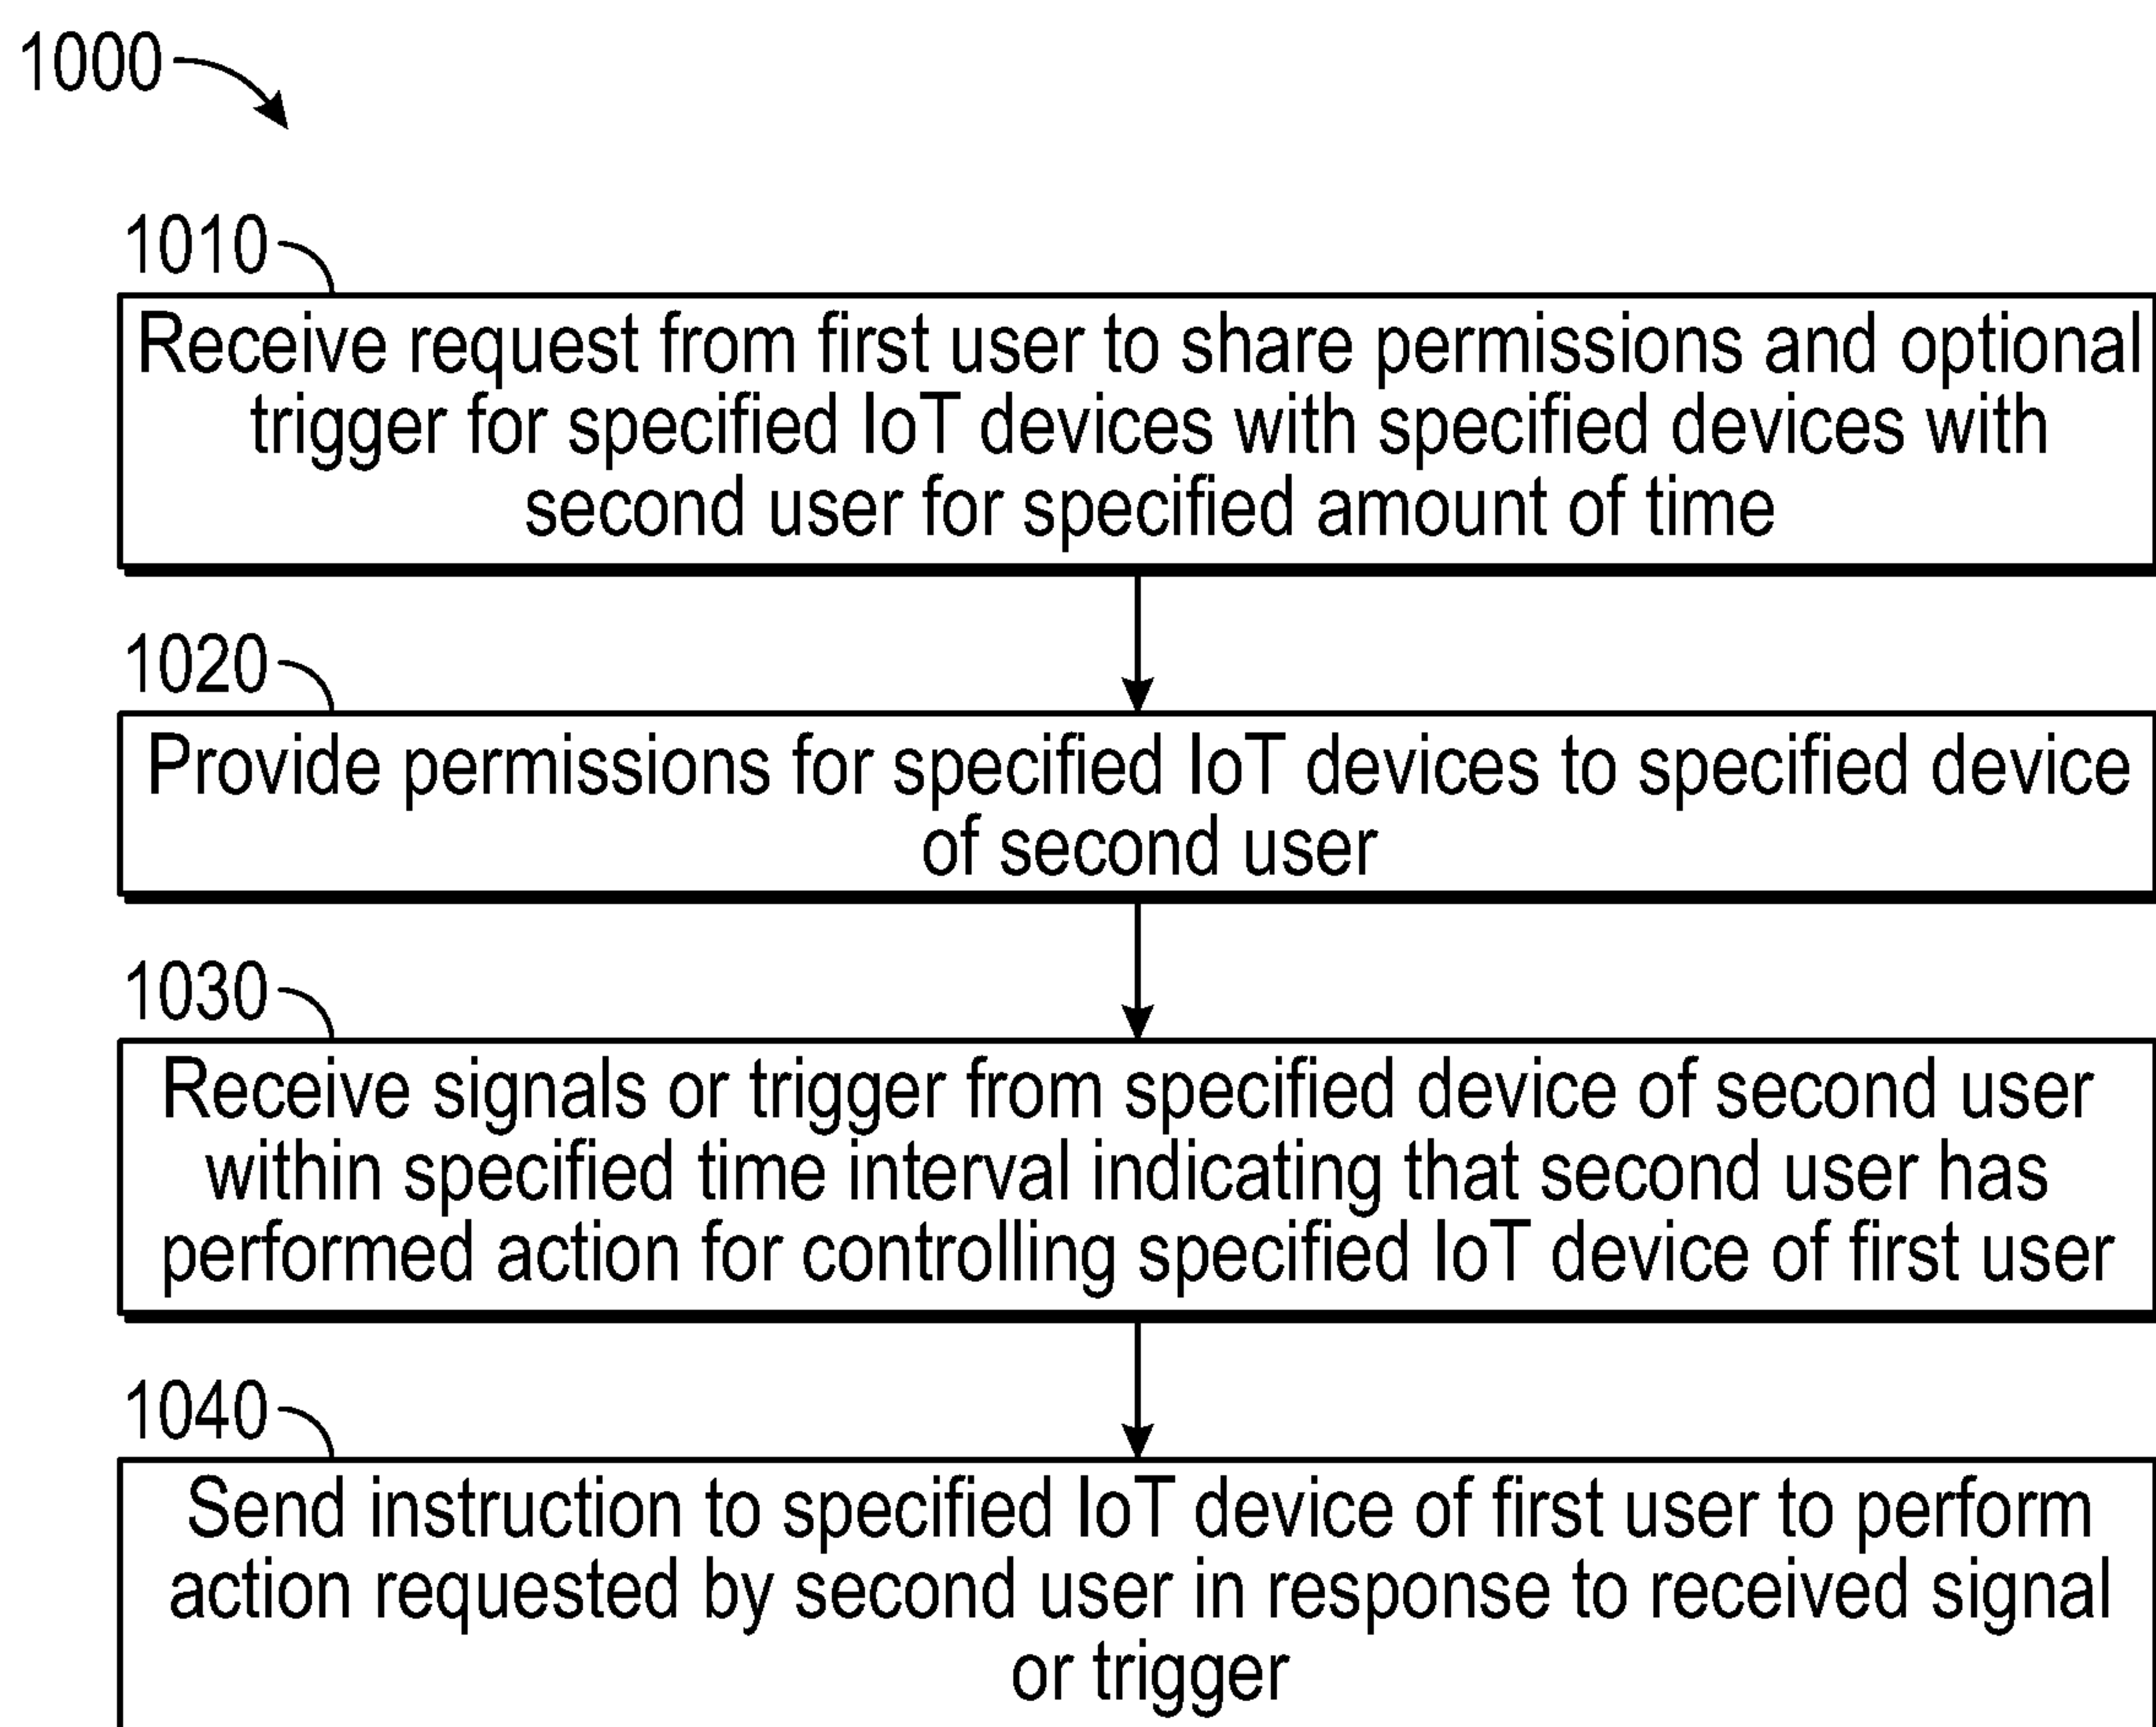 1000
1010
Receive request from first user to share permissions and optional
trigger for specified IoT devices with specified devices with
second user for specified amount of time
1020
Provide permissions for specified IoT devices to specified device
of second user
1030
Receive signals or trigger from specified device of second user
within specified time interval indicating that second user has
performed action for controlling specified IoT device of first user
1040
Send instruction to specified IoT device of first user to perform
action requested by second user in response to received signal
or trigger